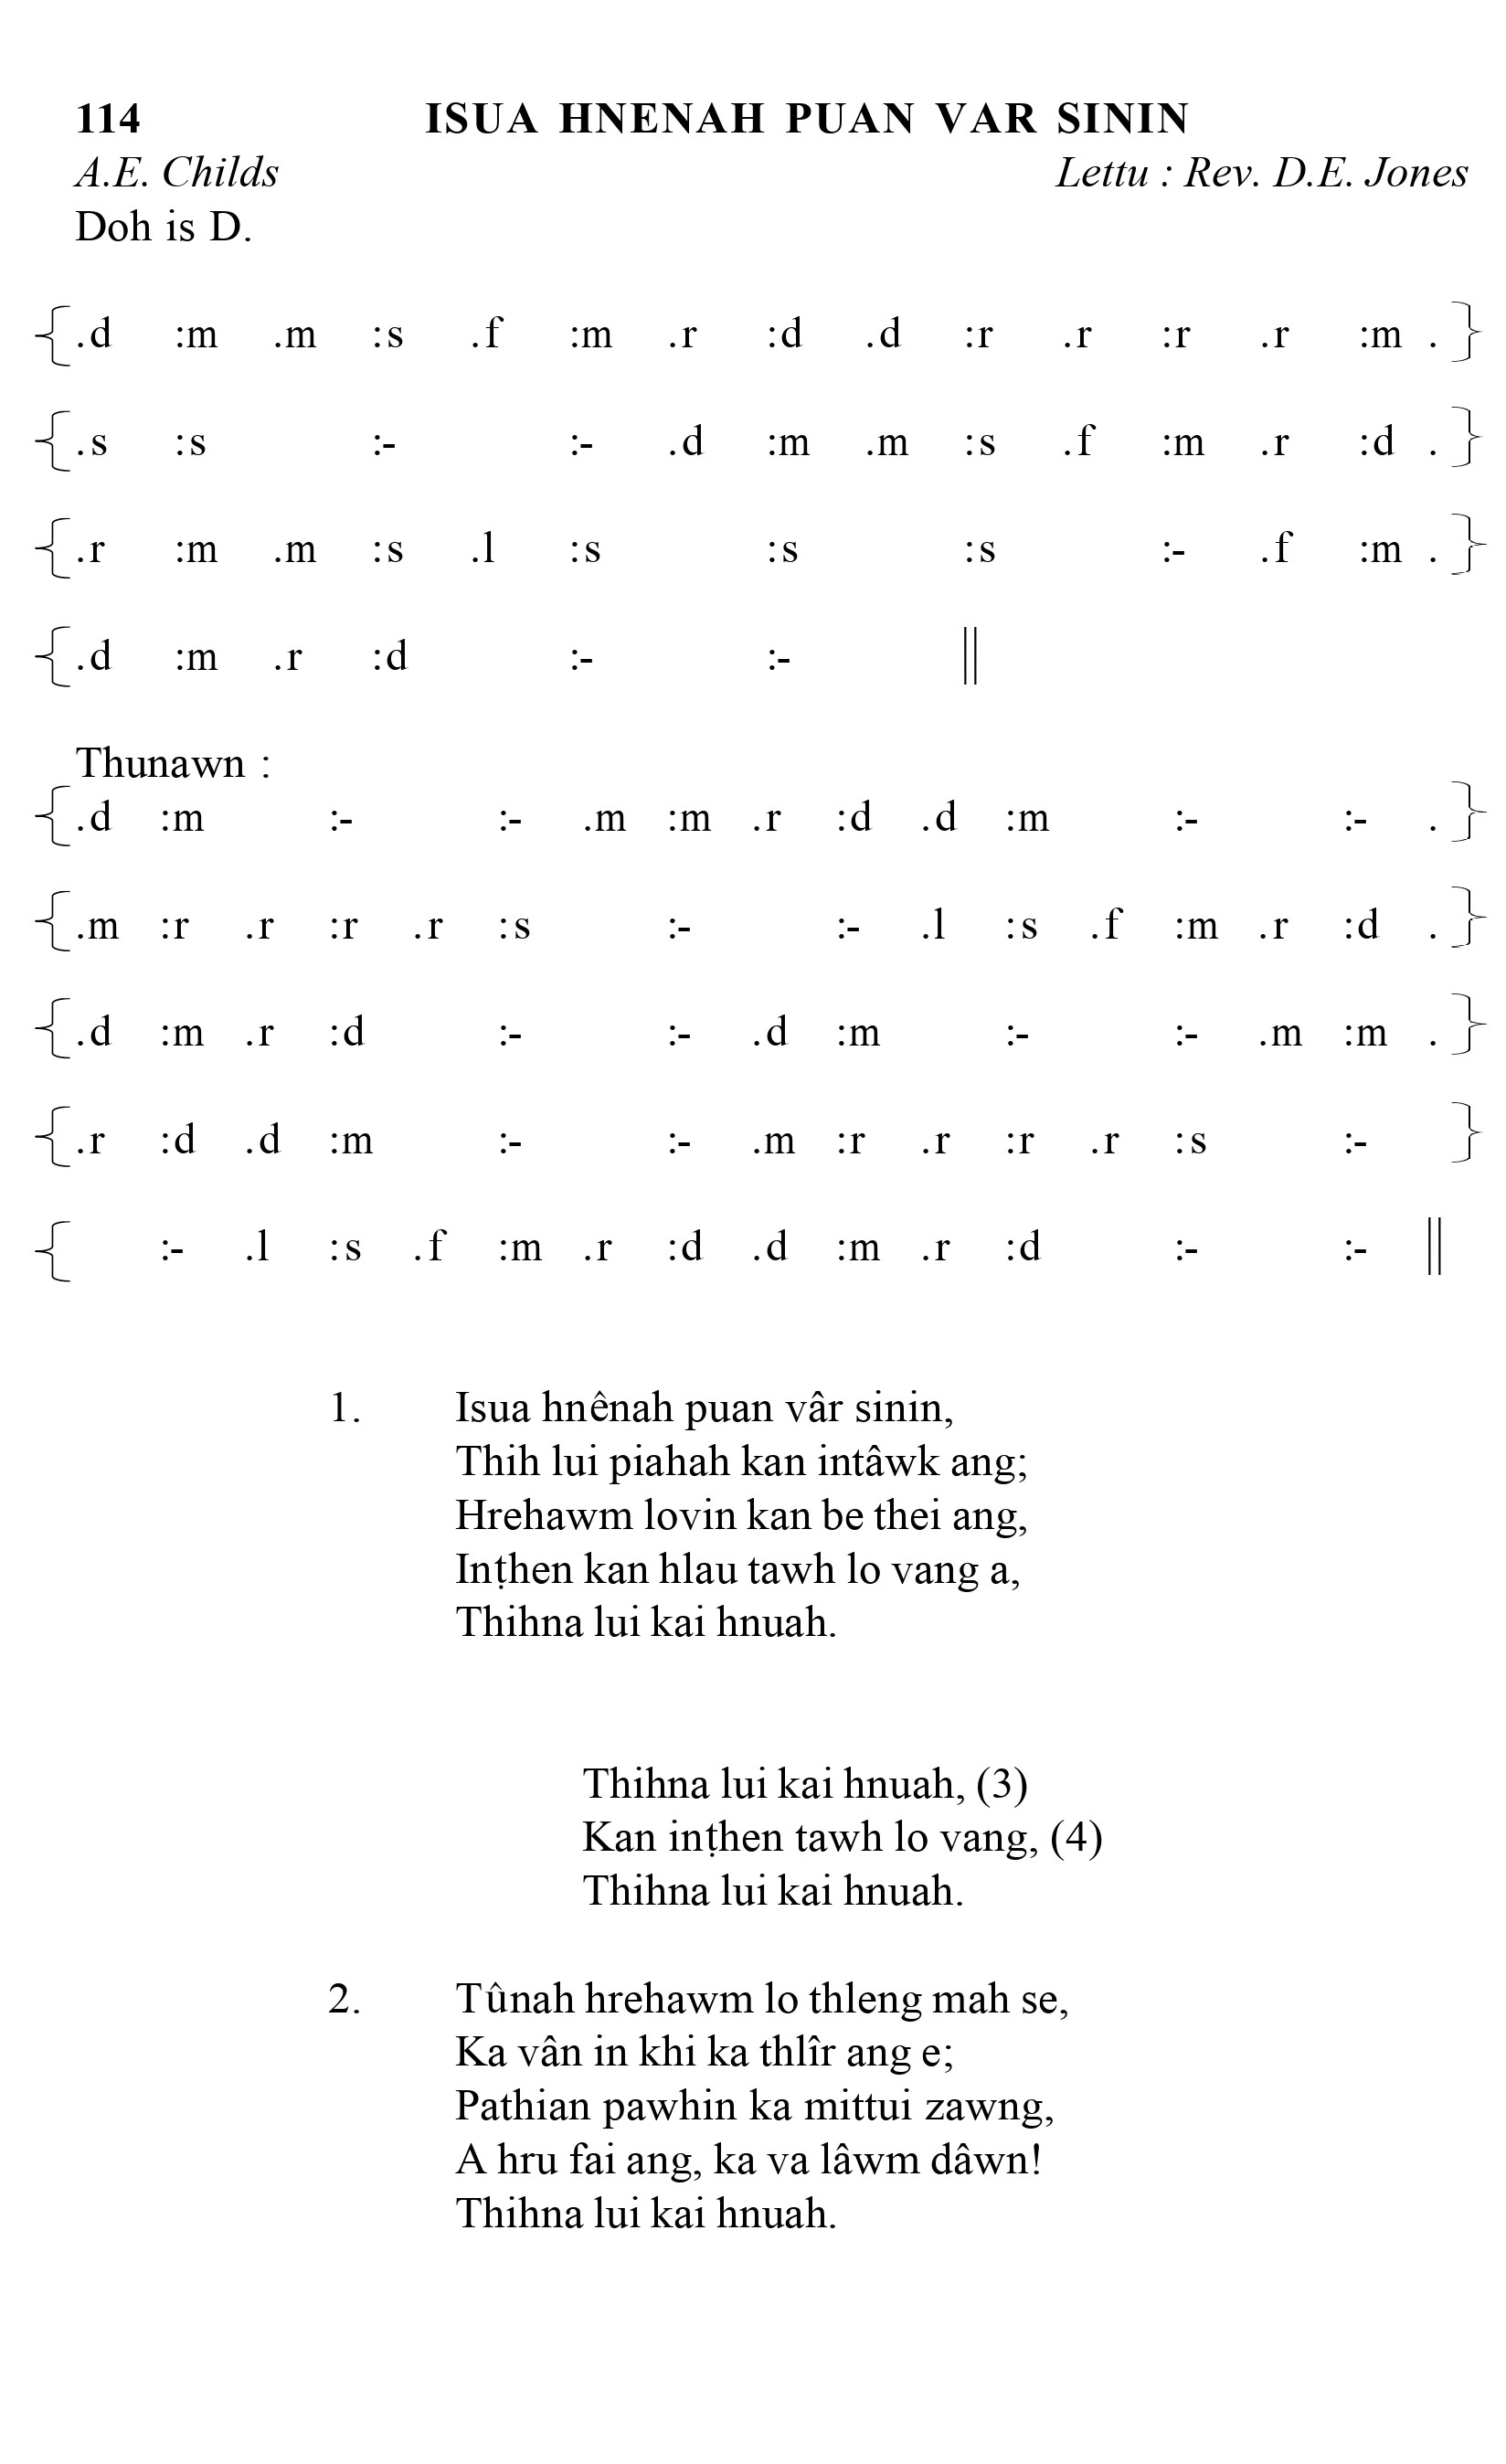 114 ISUA HNENAH PUAN VAR SININ
A.E. Childs Lettu : Rev. D.E. Jones
Doh is D.
{ .d :m .m :s .f :m .r :d .d :r .r :r .r :m . }
{ .s :s :- :- .d :m .m :s .f :m .r :d . }
{ .r :m .m :s .l :s :s :s :- .f :m . }
{ .d :m .r :d :- :- ||
Thunawn :
{ .d :m :- :- .m :m .r :d .d :m :- :- . }
{ .m :r .r :r .r :s :- :- .l :s .f :m .r :d . }
{ .d :m .r :d :- :- .d :m :- :- .m :m . }
{ .r :d .d :m :- :- .m :r .r :r .r :s :- }
{ :- .l :s .f :m .r :d .d :m .r :d :- :- ||
1. Isua hnênah puan vâr sinin,
Thih lui piahah kan intâwk ang;
Hrehawm lovin kan be thei ang,
Inṭhen kan hlau tawh lo vang a,
Thihna lui kai hnuah.
Thihna lui kai hnuah, (3)
Kan inṭhen tawh lo vang, (4)
Thihna lui kai hnuah.
2. Tûnah hrehawm lo thleng mah se,
Ka vân in khi ka thlîr ang e;
Pathian pawhin ka mittui zawng,
A hru fai ang, ka va lâwm dâwn!
Thihna lui kai hnuah.